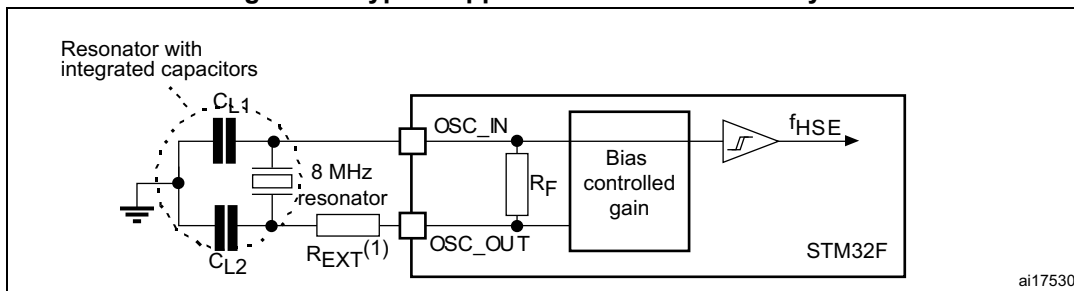 Resonator with
integrated capacitors
CL1
OSC_IN
fHSE
8 MHz
resonator
RF
Bias
controlled
gain
REXT(1)
OSC_OUT
STM32F
CL2
ai17530